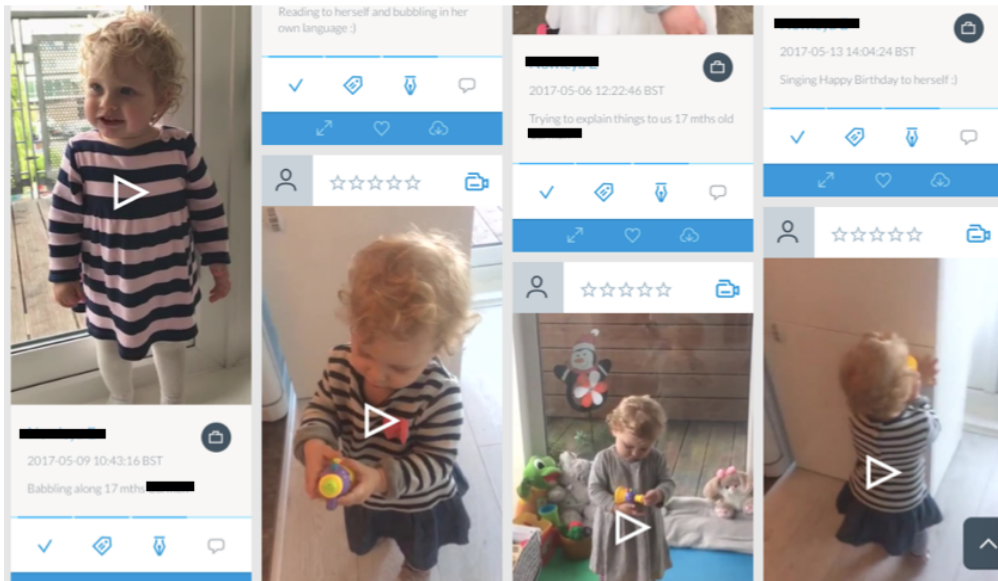 2017-05-09 10:43:16 BST
Babbling along 17 mths
Reading to herself and bubbling in her
own language :)
2017-05-06 12:22:46 BST
Trying to explain things to us 17 mths old
2017-05-13 14:04:24 BST
Singing Happy Birthday to herself :)